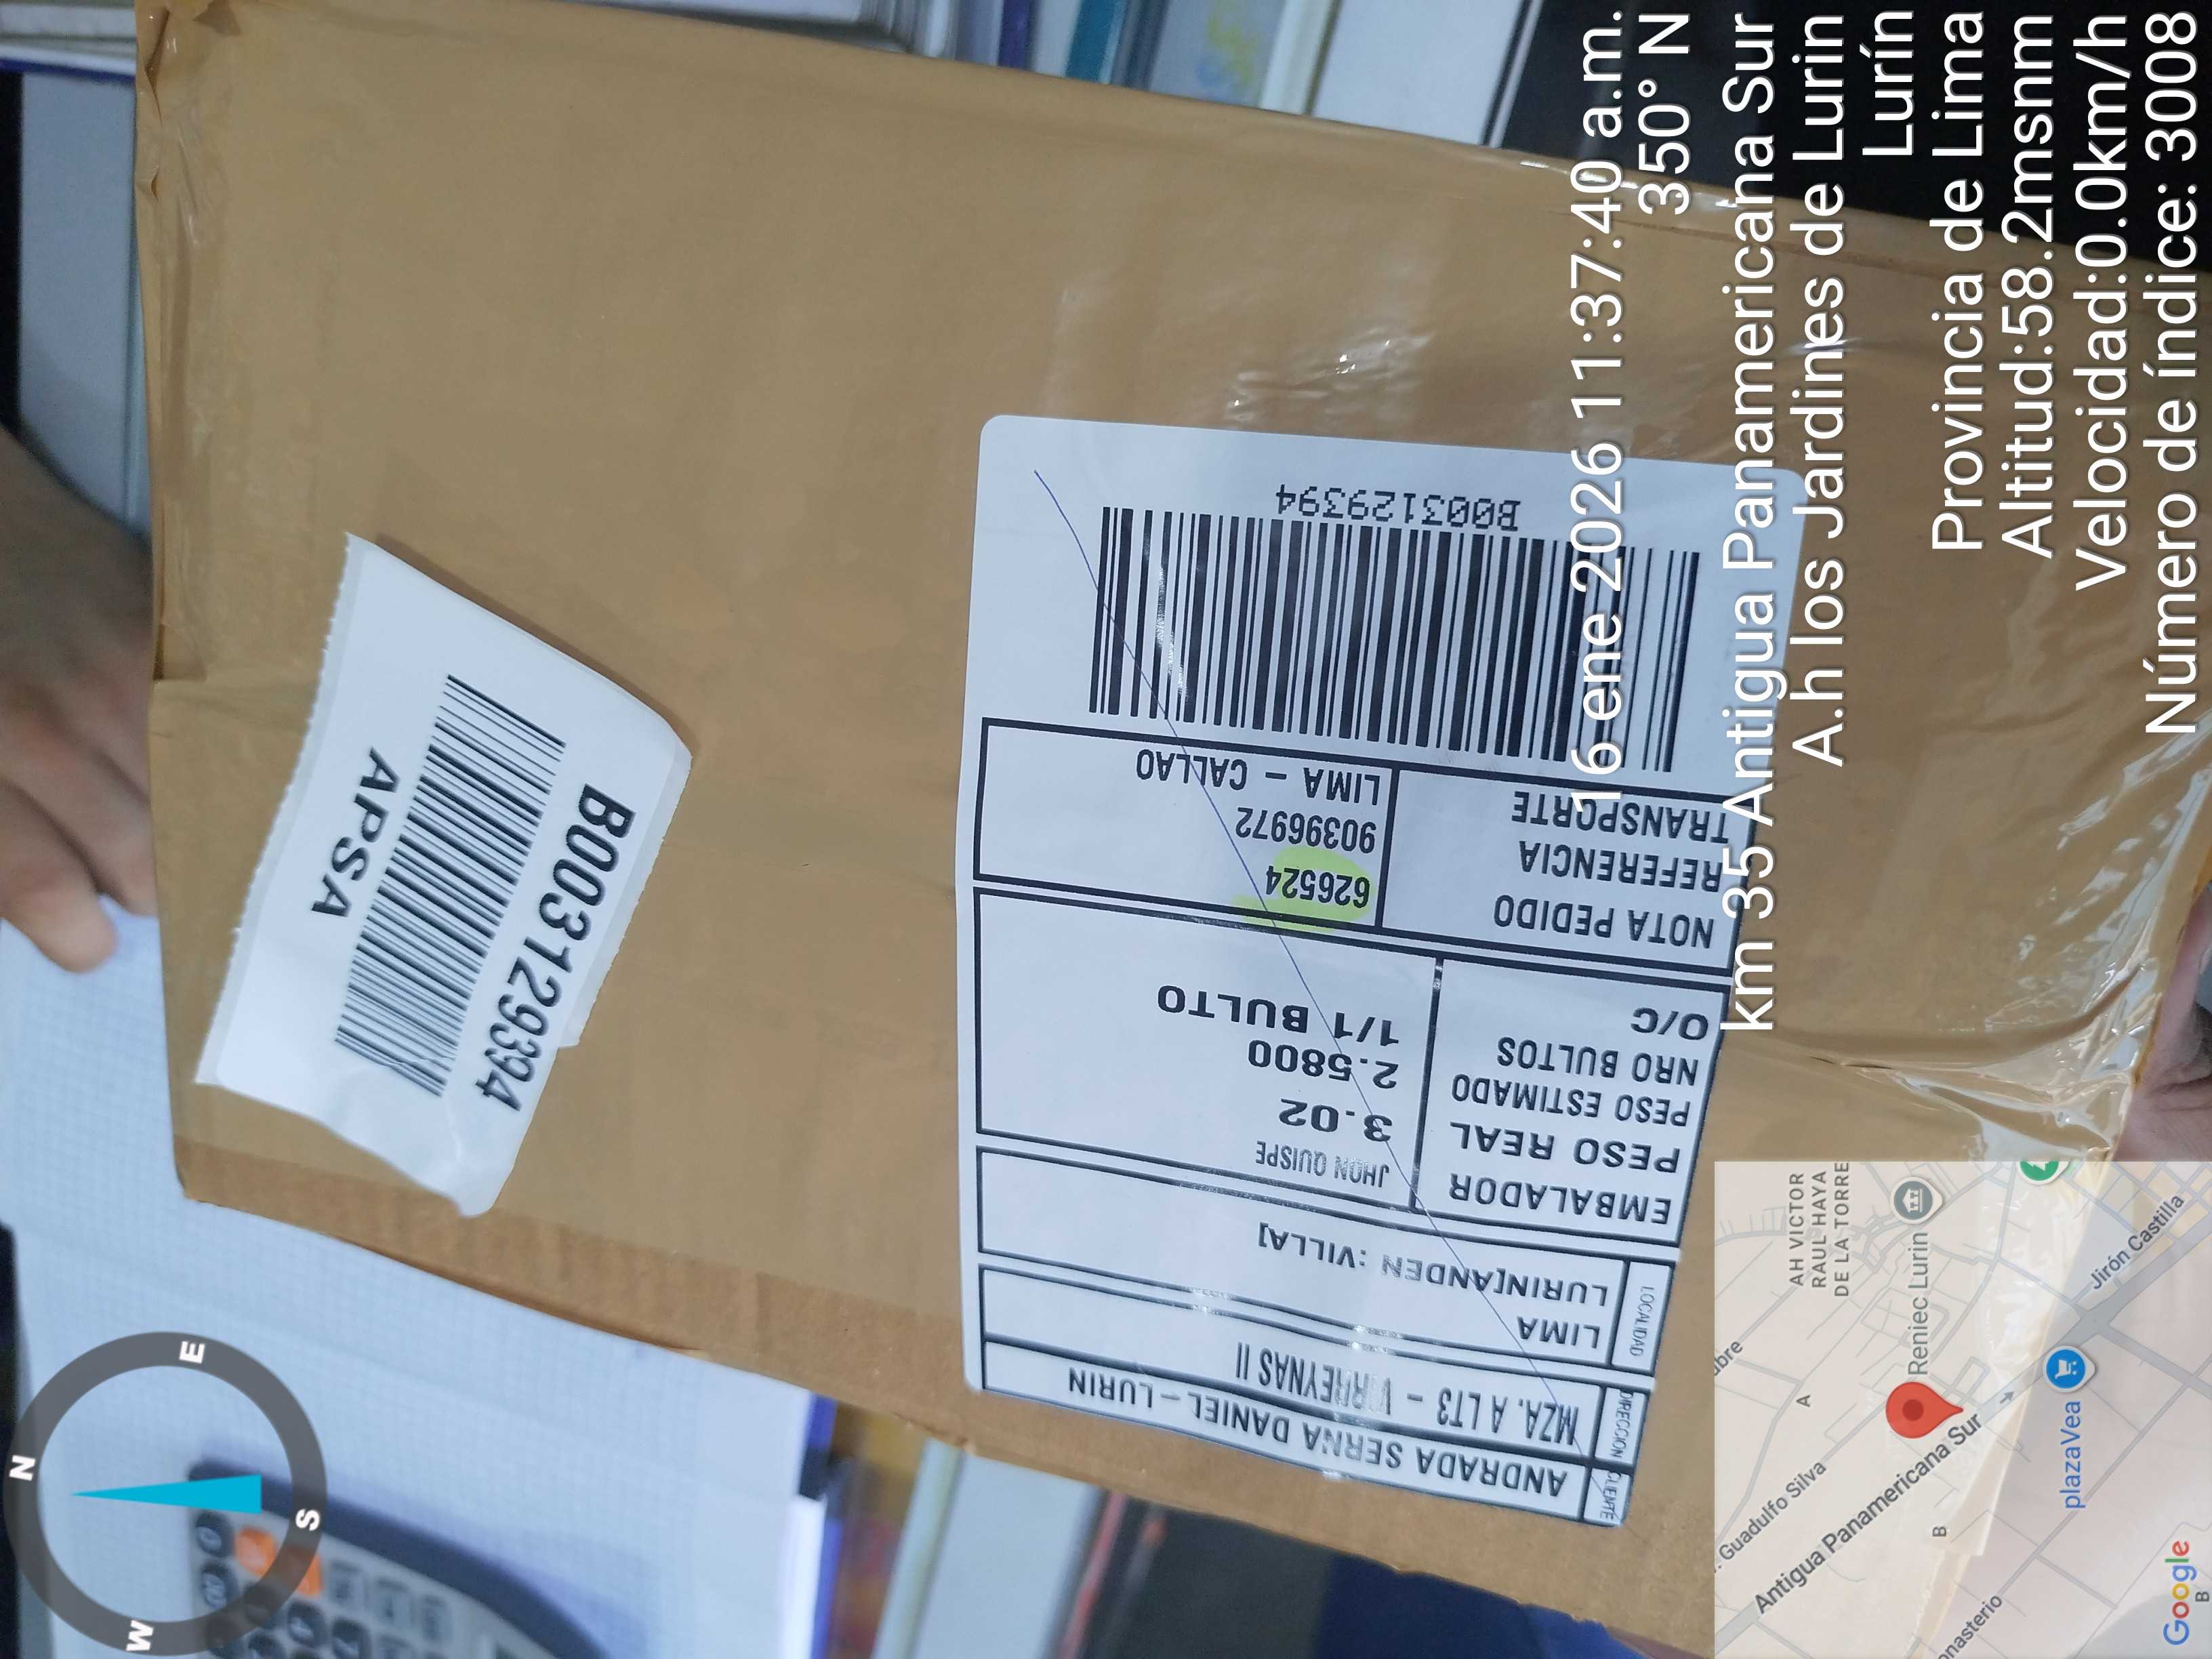 CLIENTE ANDRADA SERNA DANIEL-LURIN
DIRECCION MZA. A LT3 - VIRREYNAS II
LOCALIDAD LIMA
LURIN[ANDEN :VILLA]
EMBALADOR JHON QUISPE
PESO REAL 3.02
PESO ESTIMADO 2.5800
NRO BULTOS 1/1 BULTO
O/C
NOTA PEDIDO 626524
REFERENCIA 90396972
TRANSPORTE LIMA - CALLAO
B003129394
APSA
B003129394
16 ene 2026 11:37:40 a.m.
350° N
km 35 Antigua Panamericana Sur
A.h los Jardines de Lurin
Lurín
Provincia de Lima
Altitud:58.2msnm
Velocidad:0.0km/h
Número de índice: 3008
N
E
S
W
AH VICTOR
RAUL HAYA
DE LA TORRE
Reniec Lurin
A
Guadulfo Silva
Antigua Panamericana Sur
B
plazaVea
Jirón Castilla
Google
B